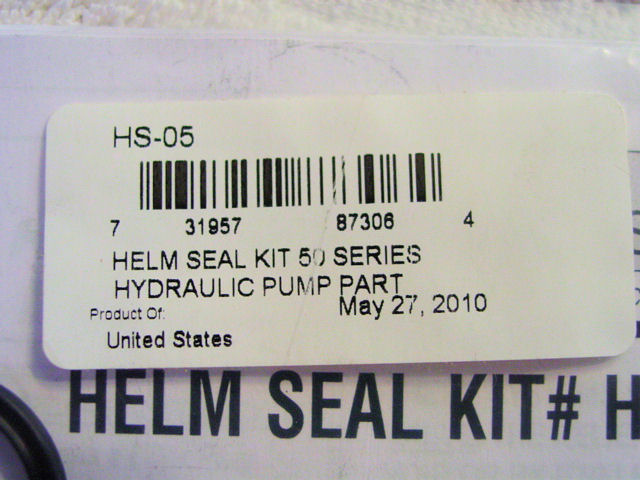 HS-05
7 31957 87306 4
HELM SEAL KIT 50 SERIES
HYDRAULIC PUMP PART
Product Of: May 27, 2010
United States
HELM SEAL KIT# H